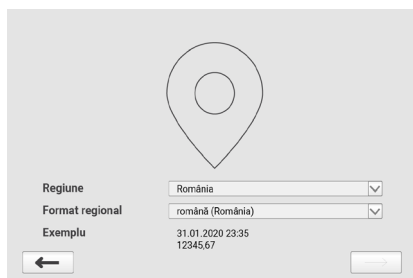 Regiune România
Format regional română (România)
Exemplu 31.01.2020 23:35
12345,67